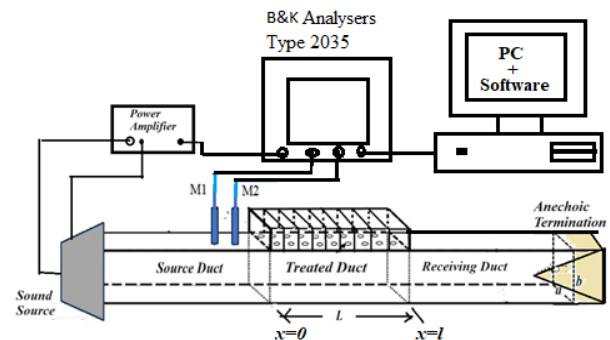 B&K Analysers
Type 2035
PC
+
Software
Power
Amplifier
M1
M2
Anechoic
Termination
Source Duct
Treated Duct
Receiving Duct
a
b
Sound
Source
L
x=0
x=l